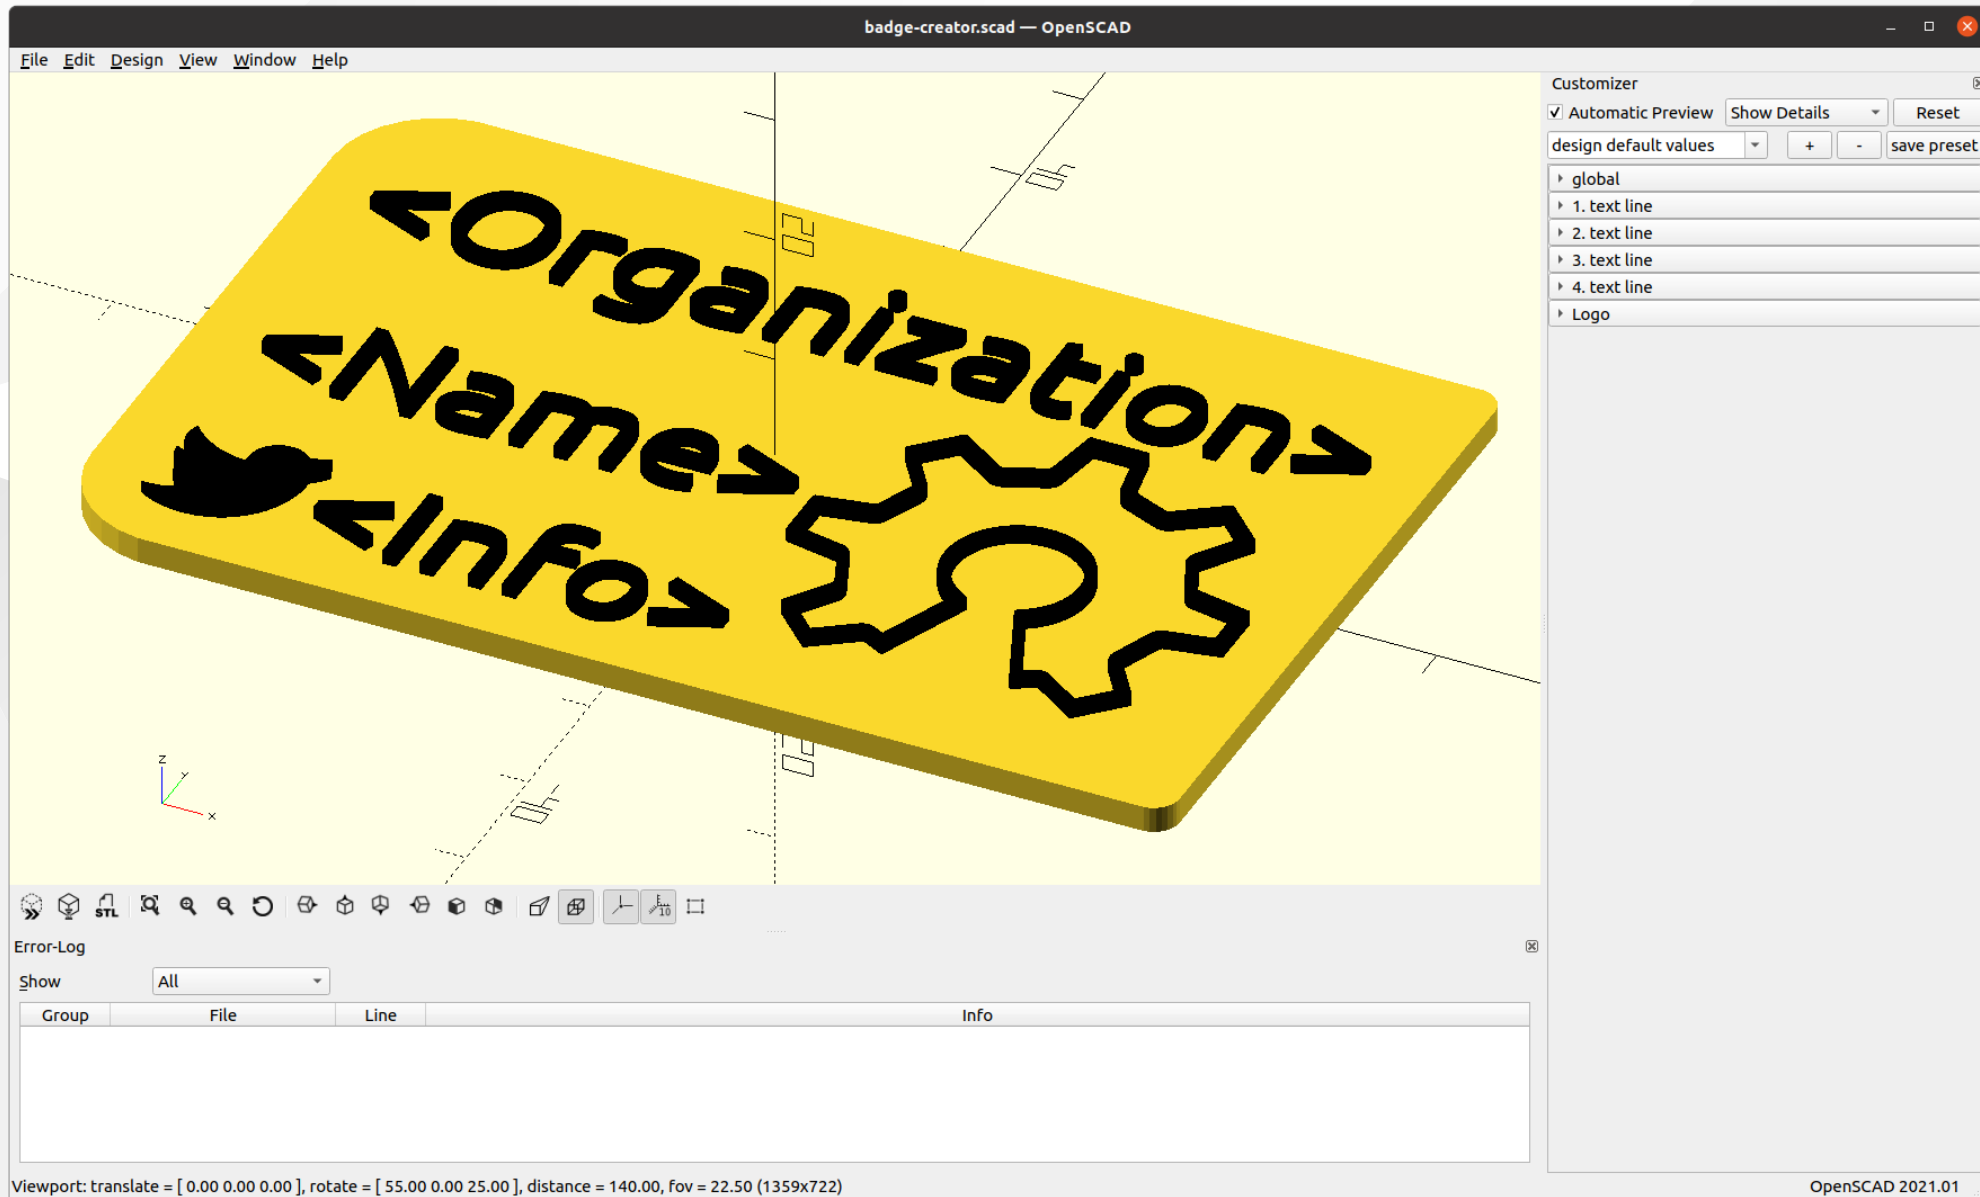 badge-creator.scad — OpenSCAD
File Edit Design View Window Help
Customizer
Automatic Preview Show Details Reset
design default values + - save preset
global
1. text line
2. text line
3. text line
4. text line
Logo
<Organization>
<Name>
<Info>
Z
Y
X
STL
10
Error-Log
Show All
Group File Line Info
Viewport: translate = [ 0.00 0.00 0.00 ], rotate = [ 55.00 0.00 25.00 ], distance = 140.00, fov = 22.50 (1359x722)
OpenSCAD 2021.01